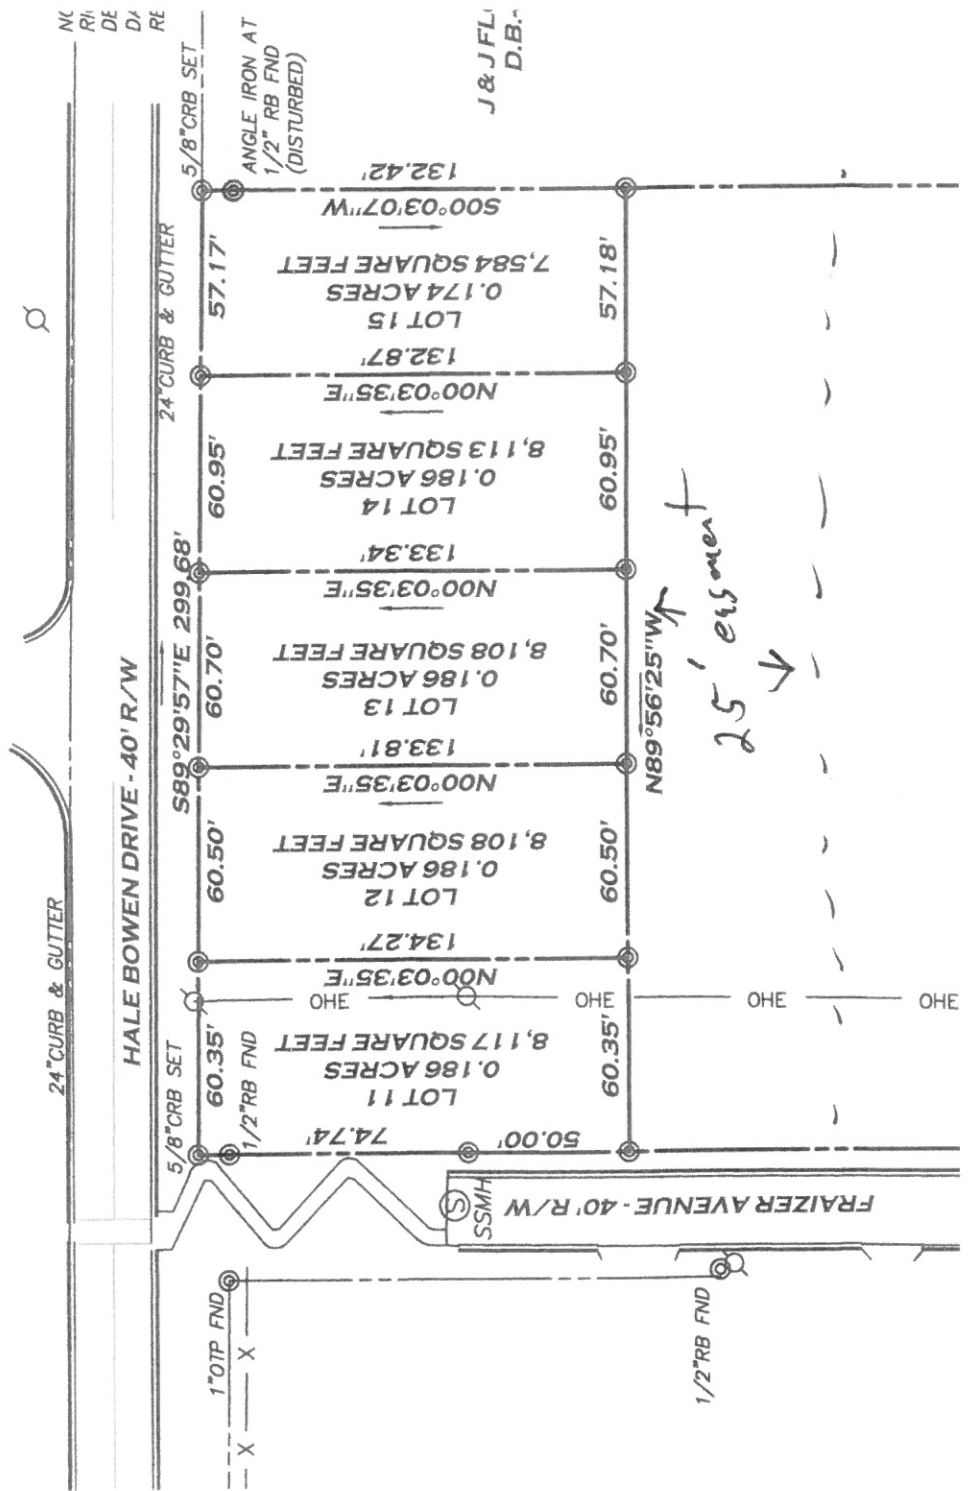 24"CURB & GUTTER
HALE BOWEN DRIVE - 40' R/W
24"CURB & GUTTER
5/8"CRB SET
S89°29'57"E 299.68'
5/8"CRB SET
ANGLE IRON AT
1/2" RB FND
(DISTURBED)
J & J FL
D.B.
60.35'
60.50'
60.70'
60.95'
57.17'
1/2"RB FND
74.74'
50.00'
LOT 11
0.186 ACRES
8,117 SQUARE FEET
OHE
OHE
OHE
OHE
N00°03'35"E
134.27'
LOT 12
0.186 ACRES
8,108 SQUARE FEET
N00°03'35"E
133.81'
LOT 13
0.186 ACRES
8,108 SQUARE FEET
N00°03'35"E
133.34'
LOT 14
0.186 ACRES
8,113 SQUARE FEET
N00°03'35"E
132.87'
LOT 15
0.174 ACRES
7,584 SQUARE FEET
S00°03'07"W
132.42'
60.35'
60.50'
60.70'
60.95'
57.18'
N89°56'25"W
25' easment
S
SSMH
FRAIZER AVENUE - 40' R/W
1"OTP FND
X
X
1/2"RB FND